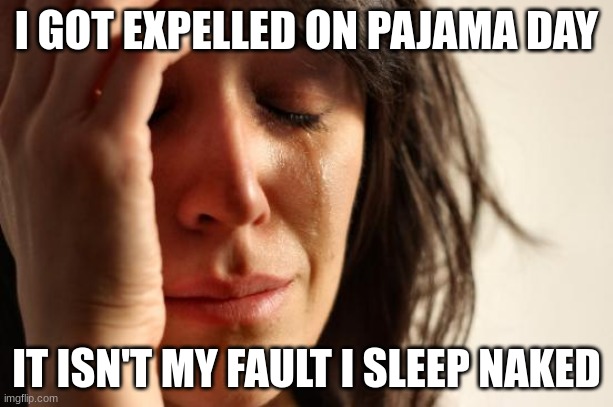 I GOT EXPELLED ON PAJAMA DAY
IT ISN'T MY FAULT I SLEEP NAKED
imgflip.com